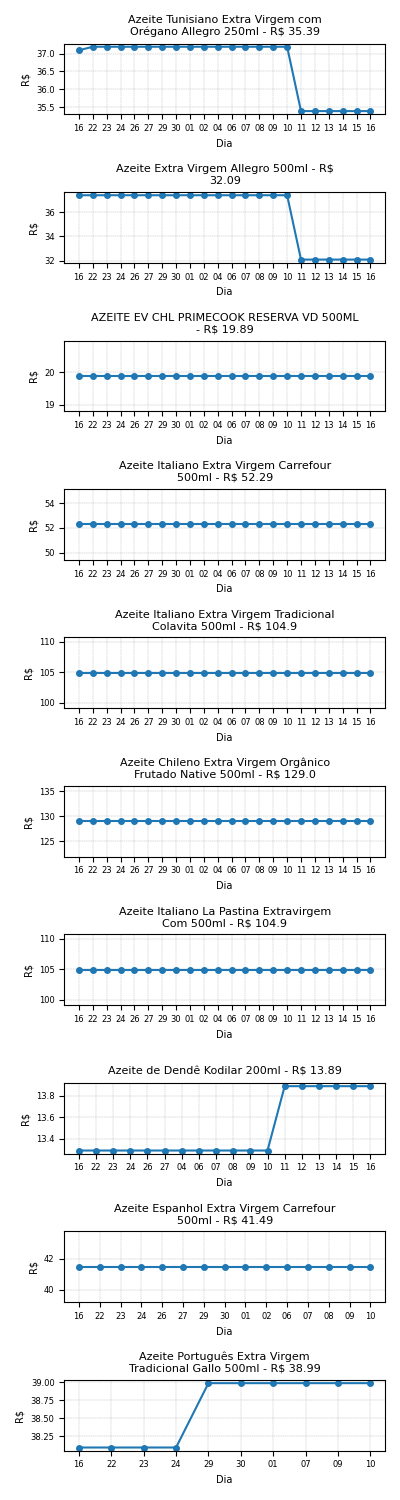 Azeite Tunisiano Extra Virgem com
Orégano Allegro 250ml - R$ 35.39
37.0
36.5
36.0
35.5
R$
16 22 23 24 26 27 29 30 01 02 04 06 07 08 09 10 11 12 13 14 15 16
Dia
Azeite Extra Virgem Allegro 500ml - R$
32.09
36
34
32
R$
16 22 23 24 26 27 29 30 01 02 04 06 07 08 09 10 11 12 13 14 15 16
Dia
AZEITE EV CHL PRIMECOOK RESERVA VD 500ML
- R$ 19.89
20
19
R$
16 22 23 24 26 27 29 30 01 02 04 06 07 08 09 10 11 12 13 14 15 16
Dia
Azeite Italiano Extra Virgem Carrefour
500ml - R$ 52.29
54
52
50
R$
16 22 23 24 26 27 29 30 01 02 04 06 07 08 09 10 11 12 13 14 15 16
Dia
Azeite Italiano Extra Virgem Tradicional
Colavita 500ml - R$ 104.9
110
105
100
R$
16 22 23 24 26 27 29 30 01 02 04 06 07 08 09 10 11 12 13 14 15 16
Dia
Azeite Chileno Extra Virgem Orgânico
Frutado Native 500ml - R$ 129.0
135
130
125
R$
16 22 23 24 26 27 29 30 01 02 04 06 07 08 09 10 11 12 13 14 15 16
Dia
Azeite Italiano La Pastina Extravirgem
Com 500ml - R$ 104.9
110
105
100
R$
16 22 23 24 26 27 29 30 01 02 04 06 07 08 09 10 11 12 13 14 15 16
Dia
Azeite de Dendê Kodilar 200ml - R$ 13.89
13.8
13.6
13.4
R$
16 22 23 24 26 27 04 06 07 08 09 10 11 12 13 14 15 16
Dia
Azeite Espanhol Extra Virgem Carrefour
500ml - R$ 41.49
42
40
R$
16 22 23 24 26 27 29 30 01 02 06 07 08 09 10
Dia
Azeite Português Extra Virgem
Tradicional Gallo 500ml - R$ 38.99
39.00
38.75
38.50
38.25
R$
16 22 23 24 29 30 01 07 09 10
Dia